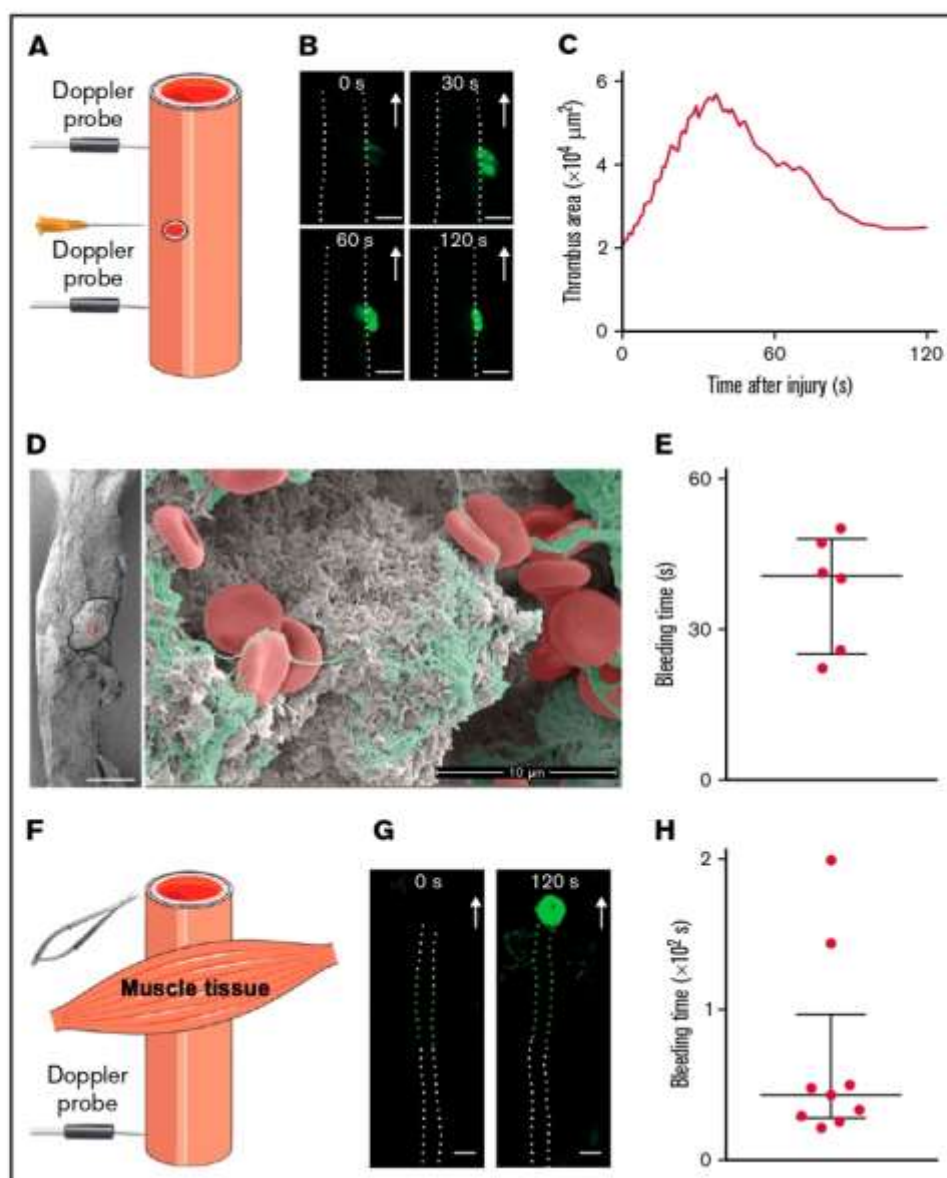 A
Doppler
probe
Doppler
probe
B
0 s
30 s
60 s
120 s
C
Thrombus area (×10⁴ μm²)
6
4
2
0
0
60
120
Time after injury (s)
D
10 μm
E
Bleeding time (s)
60
30
0
F
Muscle tissue
Doppler
probe
G
0 s
120 s
H
Bleeding time (×10² s)
2
1
0